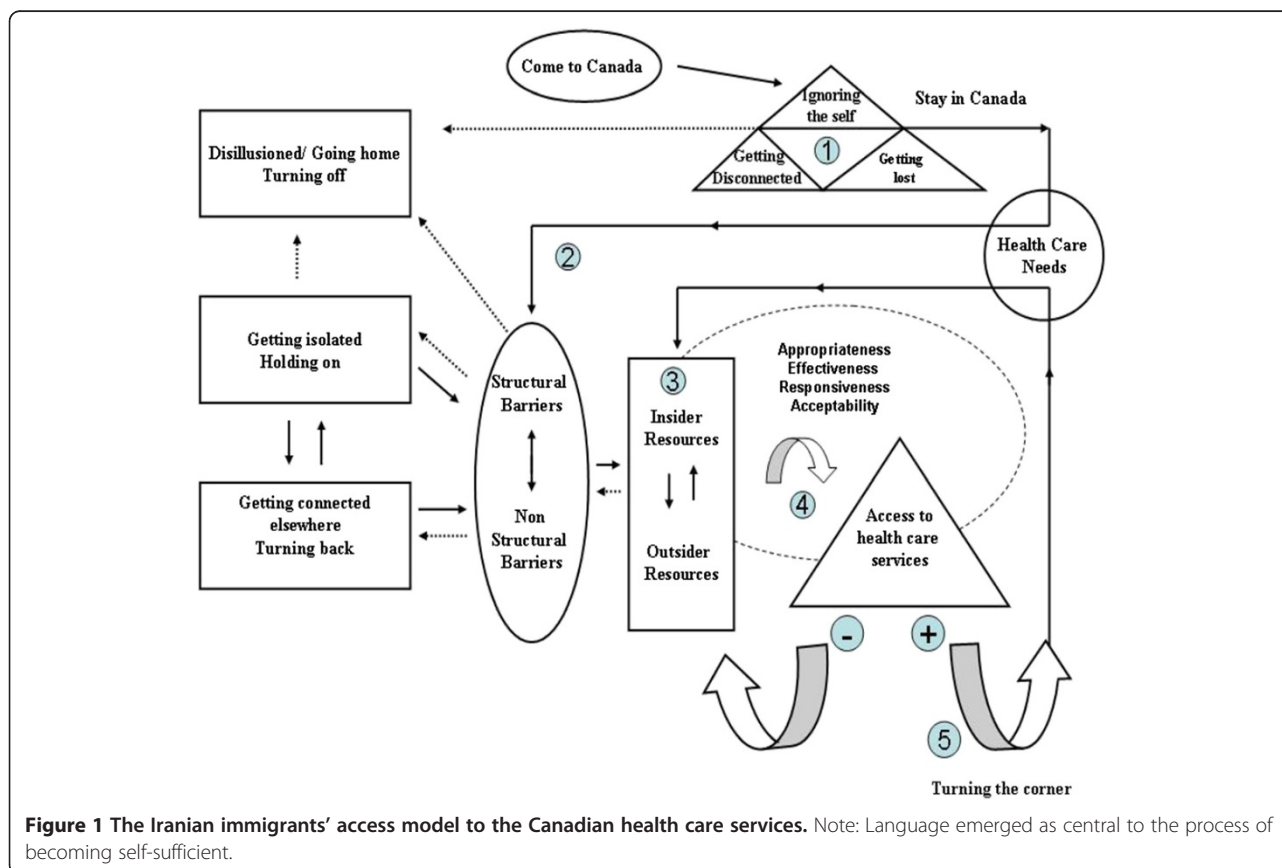 Come to Canada
Ignoring
the self
Stay in Canada
1
Getting
Disconnected
Getting
lost
Disillusioned/ Going home
Turning off
Health Care
Needs
2
Getting isolated
Holding on
Structural
Barriers
Non
Structural
Barriers
3
Insider
Resources
Outsider
Resources
Appropriateness
Effectiveness
Responsiveness
Acceptability
4
Getting connected
elsewhere
Turning back
Access to
health care
services
-
+
5
Turning the corner
Figure 1 The Iranian immigrants’ access model to the Canadian health care services. Note: Language emerged as central to the process of
becoming self-sufficient.